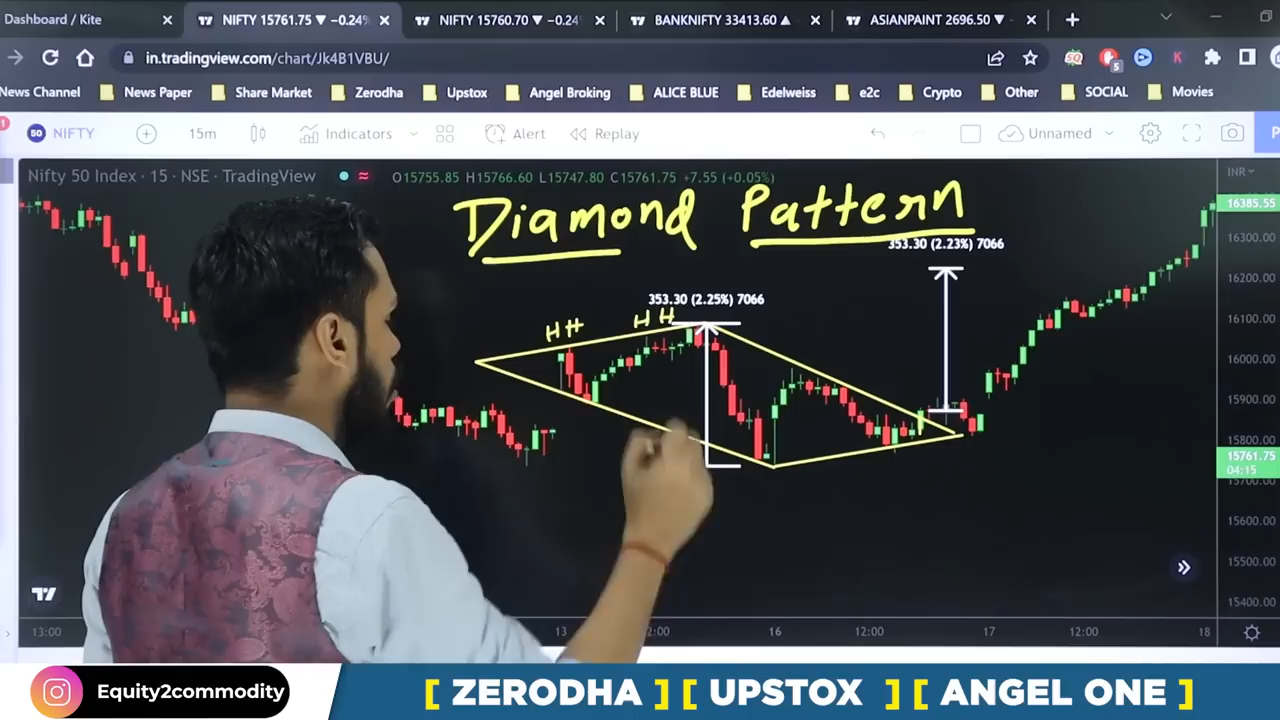 Dashboard / Kite
NIFTY 15761.75 ▼ −0.24%
NIFTY 15760.70 ▼ −0.24%
BANKNIFTY 33413.60 ▲
ASIANPAINT 2696.50 ▼
in.tradingview.com/chart/Jk4B1VBU/
5
News Channel
News Paper
Share Market
Zerodha
Upstox
Angel Broking
ALICE BLUE
Edelweiss
e2c
Crypto
Other
SOCIAL
Movies
1
50 NIFTY
15m
Indicators
Alert
Replay
Unnamed
P
Nifty 50 Index · 15 · NSE · TradingView
O15755.85 H15766.60 L15747.80 C15761.75 +7.55 (+0.05%)
INR
Diamond Pattern
353.30 (2.23%) 7066
353.30 (2.25%) 7066
HH
HH
16385.55
16300.00
16200.00
16100.00
16000.00
15900.00
15800.00
15761.75
04:15
15700.00
15600.00
15500.00
15400.00
13:00
13
2:00
16
12:00
17
12:00
18
Equity2commodity
[ ZERODHA ] [ UPSTOX ] [ ANGEL ONE ]